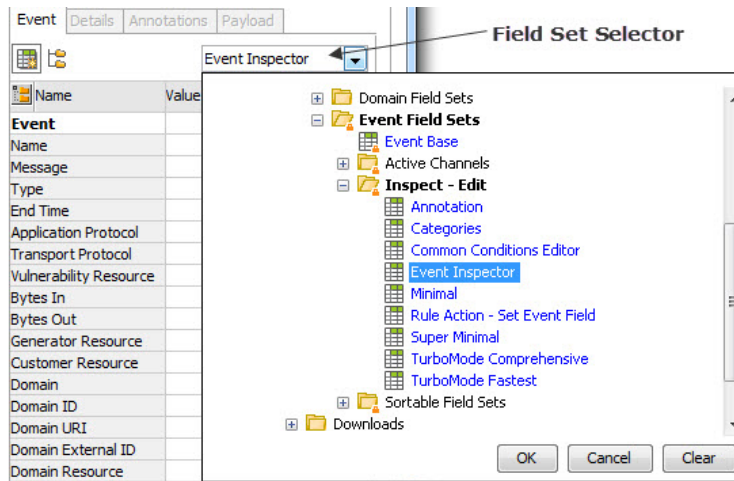 Event Details Annotations Payload
Field Set Selector
Event Inspector
Name Value
Event
Name
Message
Type
End Time
Application Protocol
Transport Protocol
Vulnerability Resource
Bytes In
Bytes Out
Generator Resource
Customer Resource
Domain
Domain ID
Domain URI
Domain External ID
Domain Resource
Domain Field Sets
Event Field Sets
Event Base
Active Channels
Inspect - Edit
Annotation
Categories
Common Conditions Editor
Event Inspector
Minimal
Rule Action - Set Event Field
Super Minimal
TurboMode Comprehensive
TurboMode Fastest
Sortable Field Sets
Downloads
OK Cancel Clear